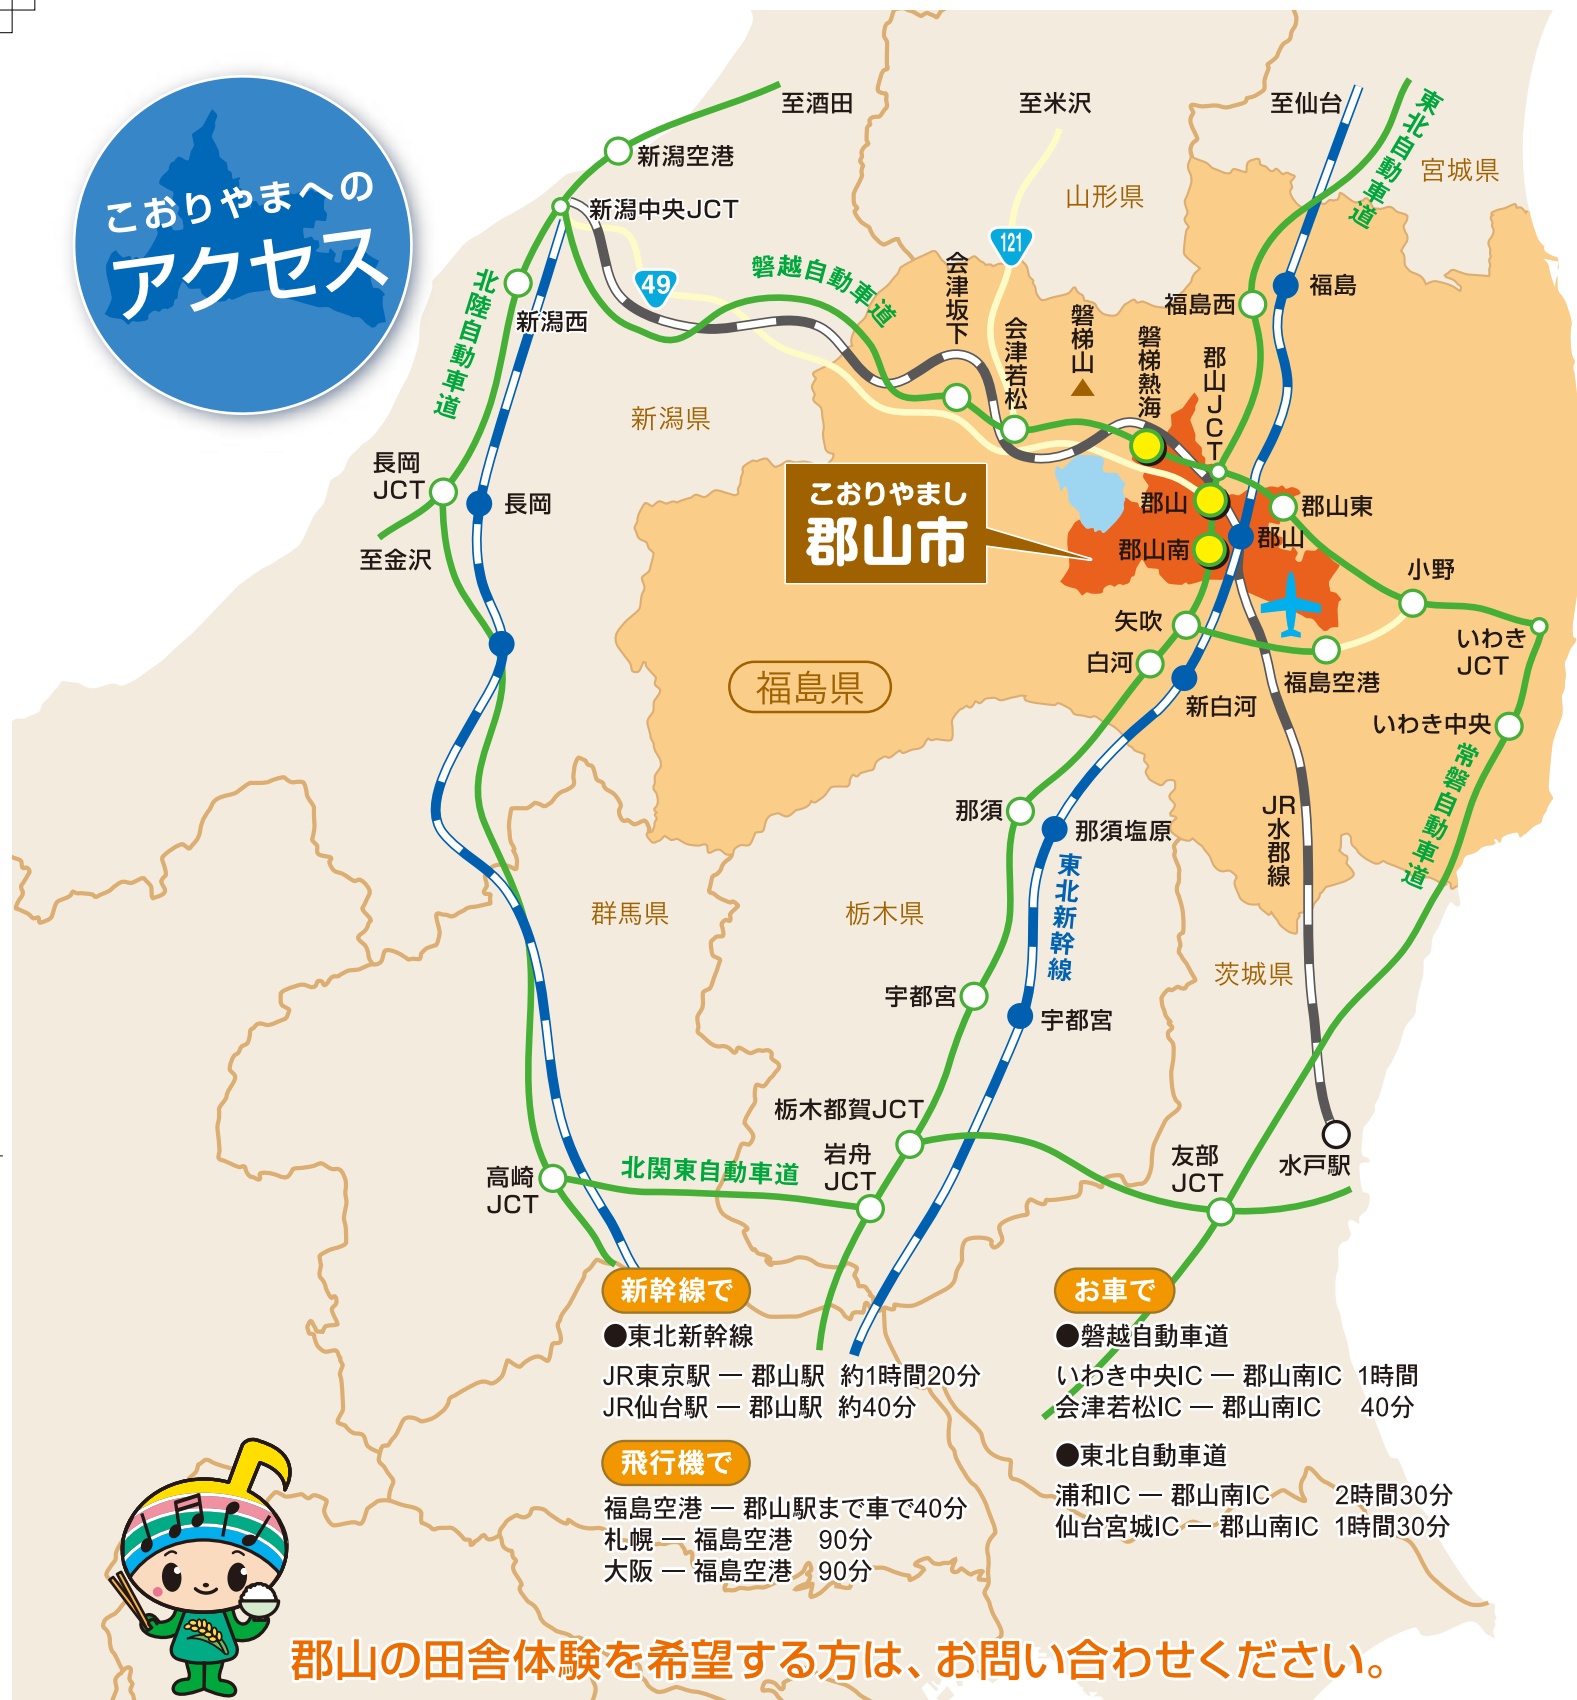 こおりやまへの
アクセス
至酒田
至米沢
至仙台
東北自動車道
宮城県
新潟空港
山形県
新潟中央JCT
121
49
磐越自動車道
会津坂下
北陸自動車道
新潟西
福島
福島西
会津若松
磐梯山
磐梯熱海
郡山JCT
新潟県
長岡
JCT
長岡
至金沢
こおりやまし
郡山市
郡山
郡山東
郡山南
郡山
小野
矢吹
いわき
JCT
白河
福島空港
福島県
新白河
いわき中央
常磐自動車道
那須
那須塩原
JR水郡線
東北新幹線
群馬県
栃木県
茨城県
宇都宮
宇都宮
栃木都賀JCT
岩舟
JCT
友部
JCT
水戸駅
北関東自動車道
高崎
JCT
新幹線で
●東北新幹線
JR東京駅 ― 郡山駅 約1時間20分
JR仙台駅 ― 郡山駅 約40分
飛行機で
福島空港 ― 郡山駅まで車で40分
札幌 ― 福島空港 90分
大阪 ― 福島空港 90分
お車で
●磐越自動車道
いわき中央IC ― 郡山南IC 1時間
会津若松IC ― 郡山南IC 40分
●東北自動車道
浦和IC ― 郡山南IC 2時間30分
仙台宮城IC ― 郡山南IC 1時間30分
郡山の田舎体験を希望する方は、お問い合わせください。